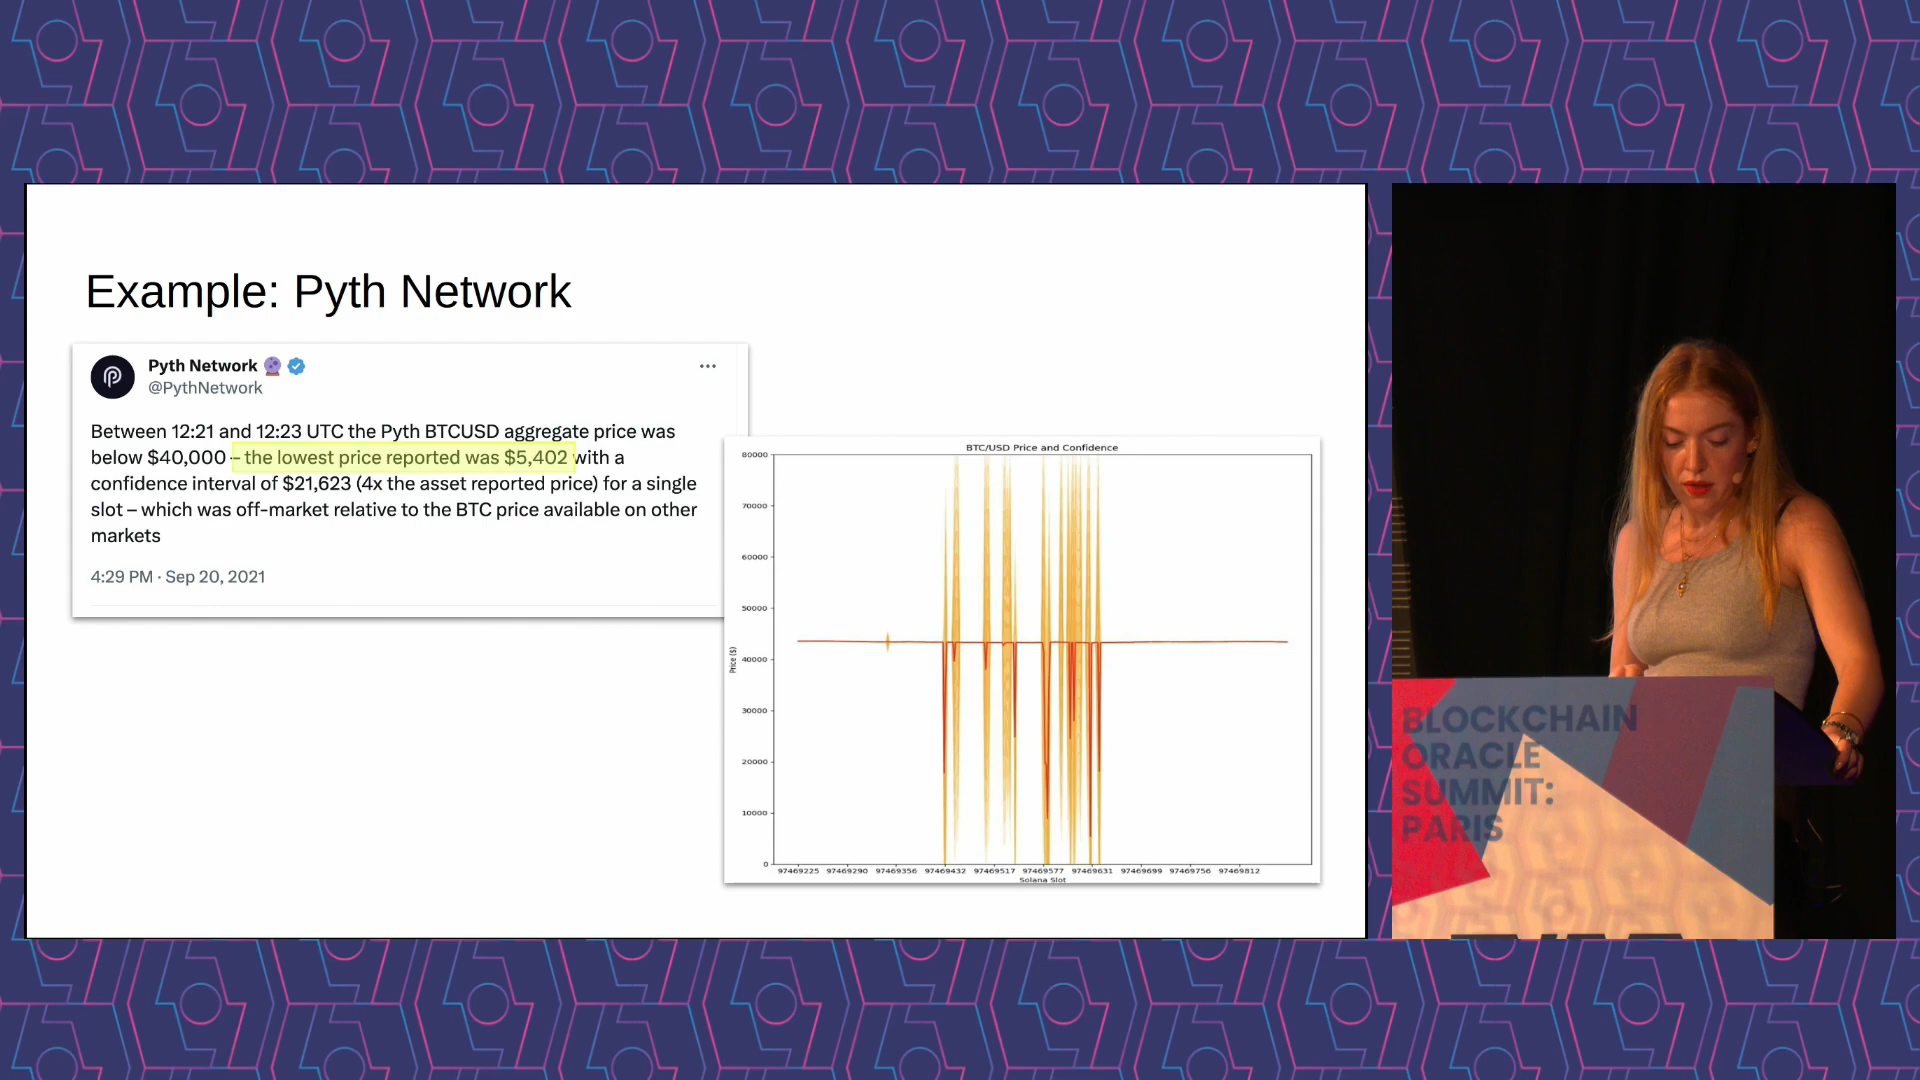 Example: Pyth Network
Pyth Network
@PythNetwork
Between 12:21 and 12:23 UTC the Pyth BTCUSD aggregate price was
below $40,000 – the lowest price reported was $5,402 with a
confidence interval of $21,623 (4x the asset reported price) for a single
slot – which was off-market relative to the BTC price available on other
markets
4:29 PM · Sep 20, 2021
BTC/USD Price and Confidence
80000
70000
60000
50000
40000
30000
20000
10000
0
Price ($)
97469225 97469290 97469356 97469432 97469517 97469577 97469631 97469699 97469756 97469812
Solana Slot
BLOCKCHAIN
ORACLE
SUMMIT:
PARIS